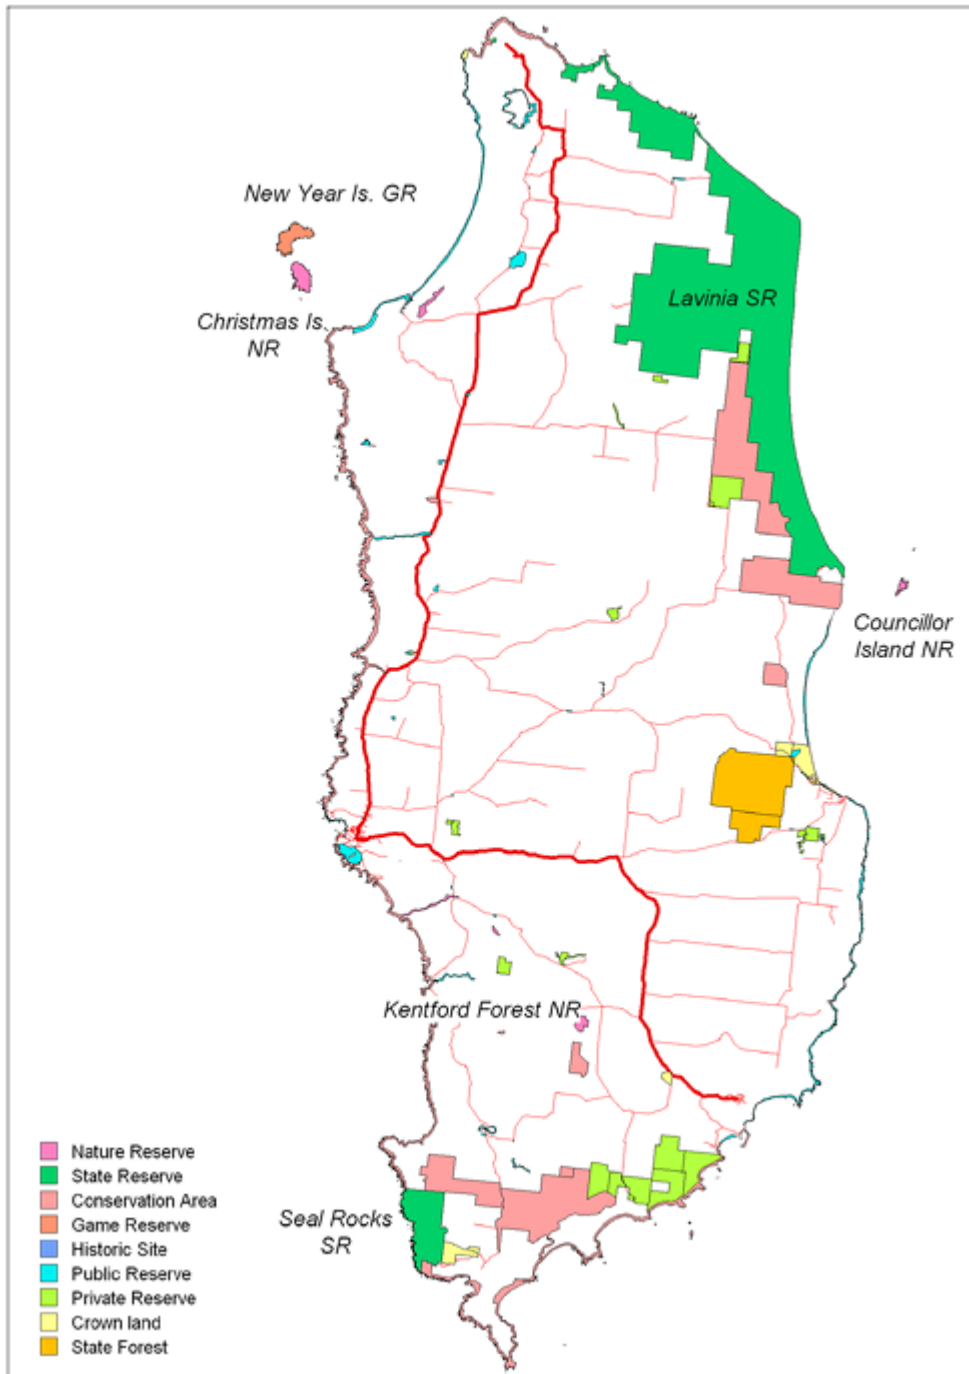 New Year Is. GR
Lavinia SR
Christmas Is.
NR
Councillor
Island NR
Kentford Forest NR
Seal Rocks
SR
Nature Reserve
State Reserve
Conservation Area
Game Reserve
Historic Site
Public Reserve
Private Reserve
Crown land
State Forest